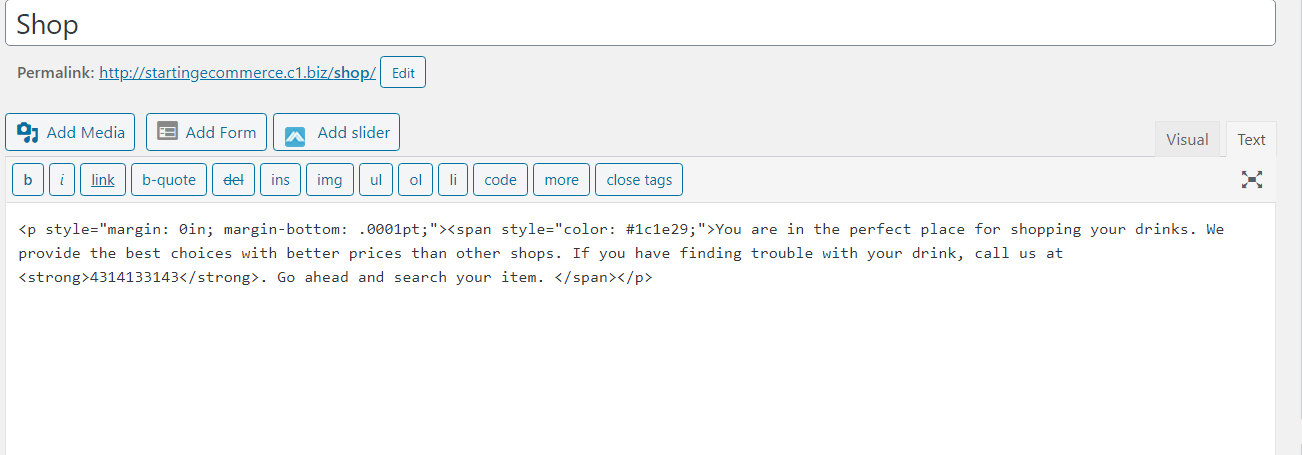 Shop
Permalink: http://startingecommerce.c1.biz/shop/ Edit
Add Media Add Form Add slider
Visual Text
b i link b-quote del ins img ul ol li code more close tags
<p style="margin: 0in; margin-bottom: .0001pt;"><span style="color: #1c1e29;">You are in the perfect place for shopping your drinks. We
provide the best choices with better prices than other shops. If you have finding trouble with your drink, call us at
<strong>4314133143</strong>. Go ahead and search your item. </span></p>